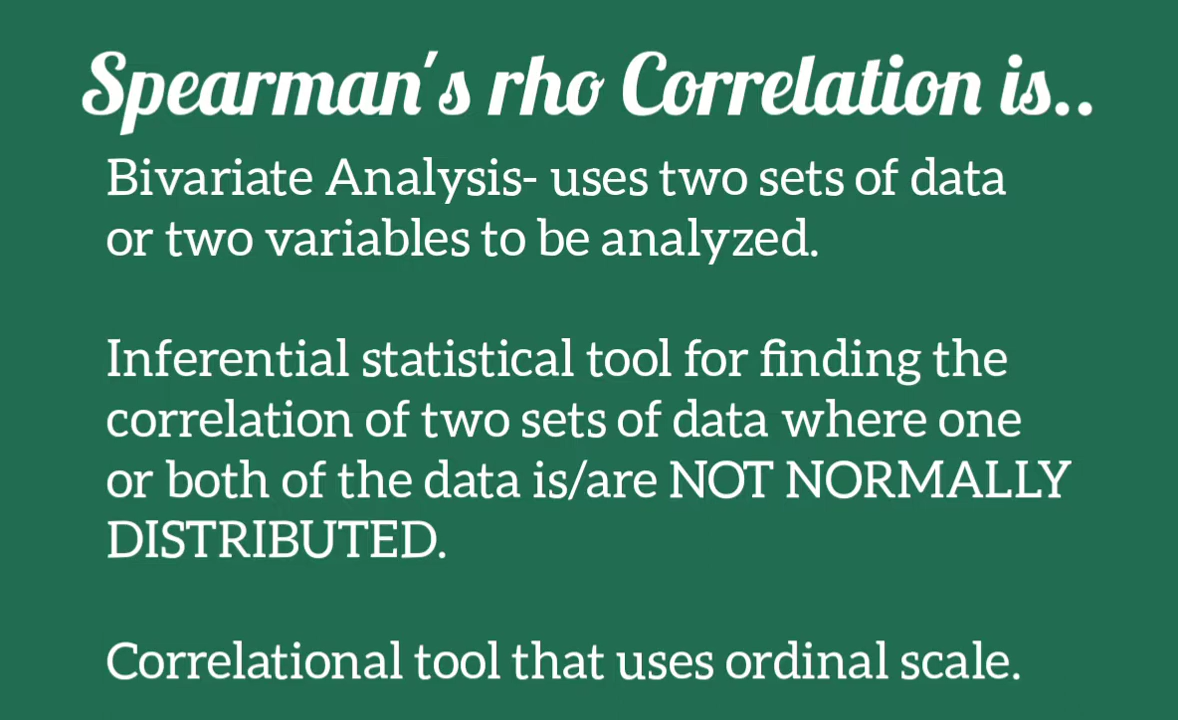 Spearman's rho Correlation is..
Bivariate Analysis- uses two sets of data
or two variables to be analyzed.
Inferential statistical tool for finding the
correlation of two sets of data where one
or both of the data is/are NOT NORMALLY
DISTRIBUTED.
Correlational tool that uses ordinal scale.